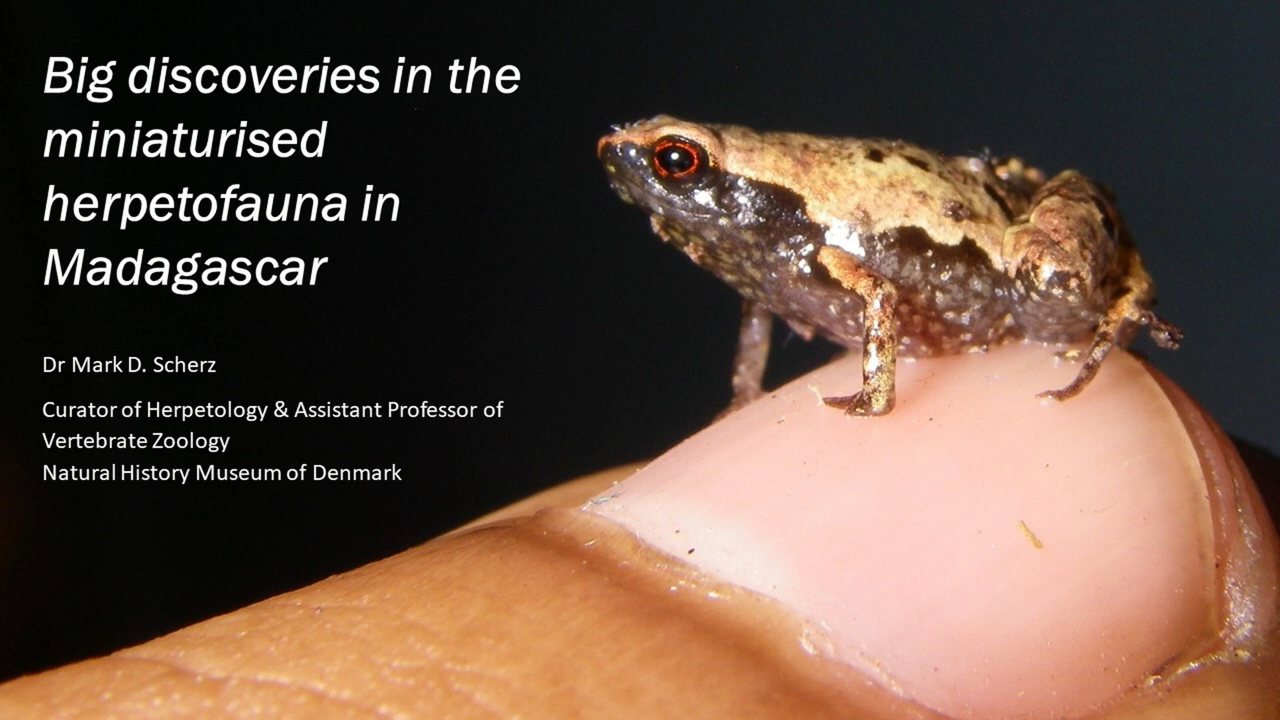 Big discoveries in the
miniaturised
herpetofauna in
Madagascar
Dr Mark D. Scherz
Curator of Herpetology & Assistant Professor of
Vertebrate Zoology
Natural History Museum of Denmark